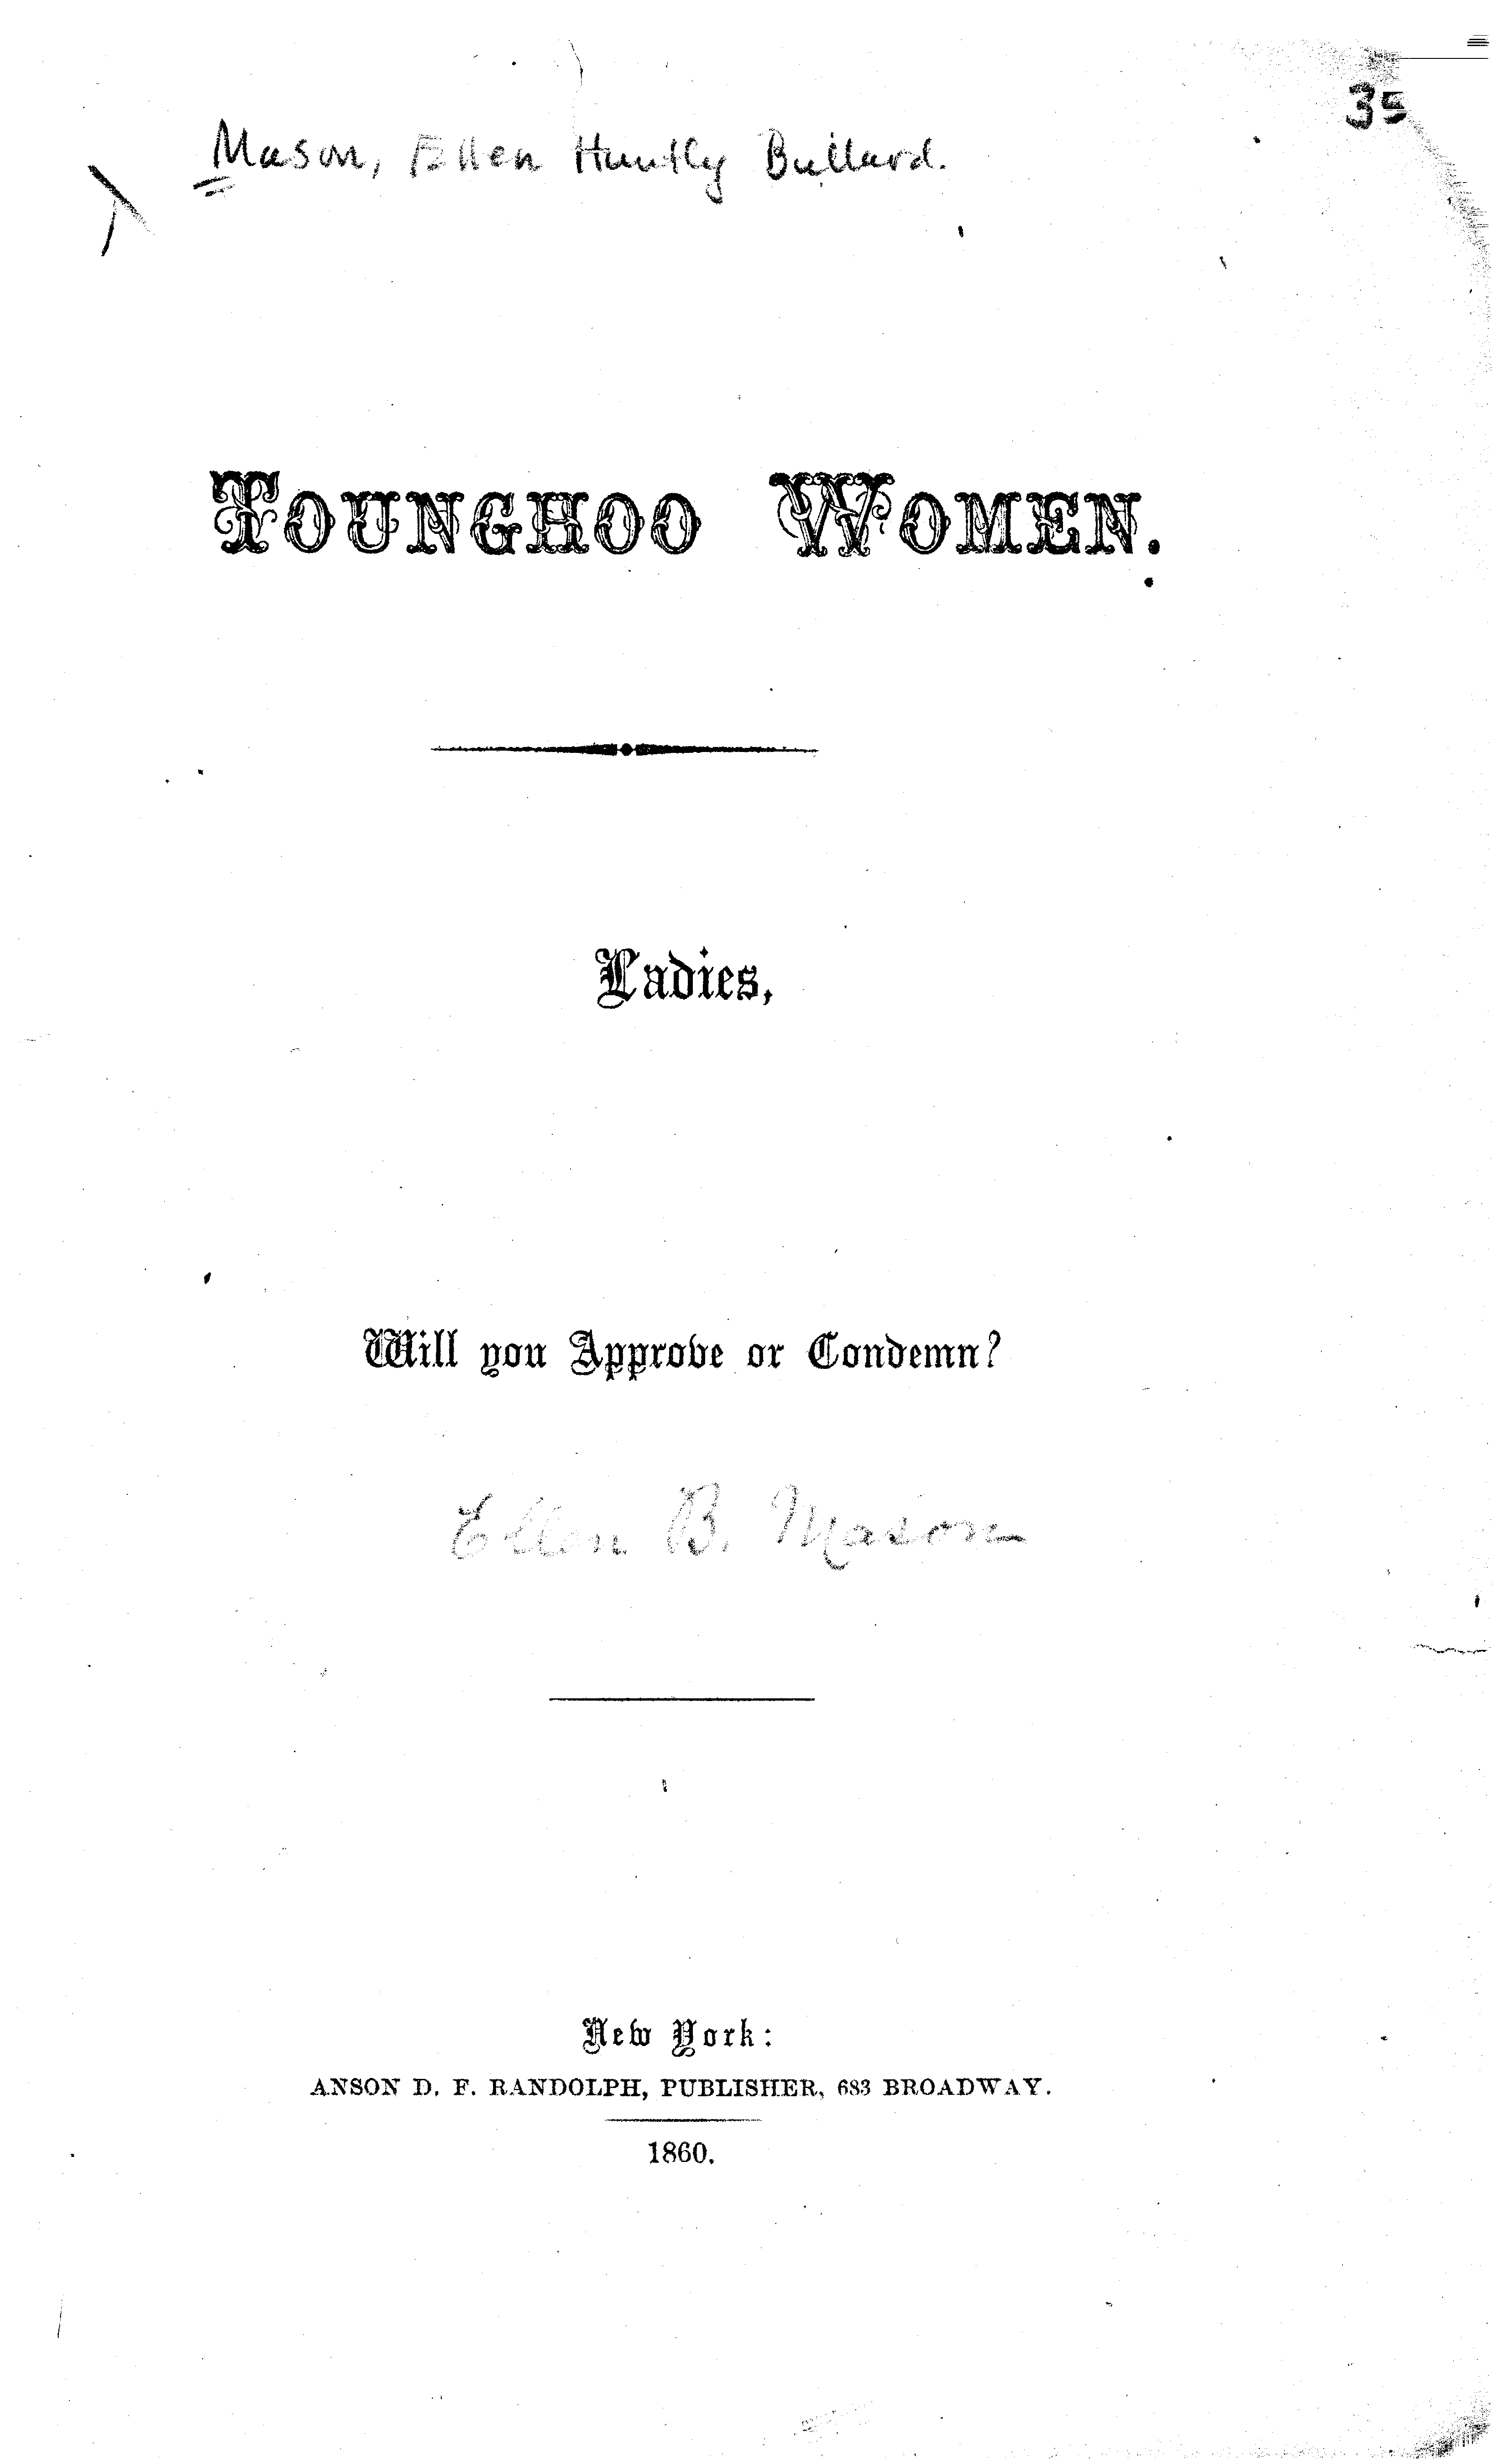 35
Mason, Ellen Huntly Bullard.
TOUNGHOO WOMEN.
Ladies,
Will you Approve or Condemn?
Ellen B. Mason
New York:
ANSON D. F. RANDOLPH, PUBLISHER, 683 BROADWAY.
1860.